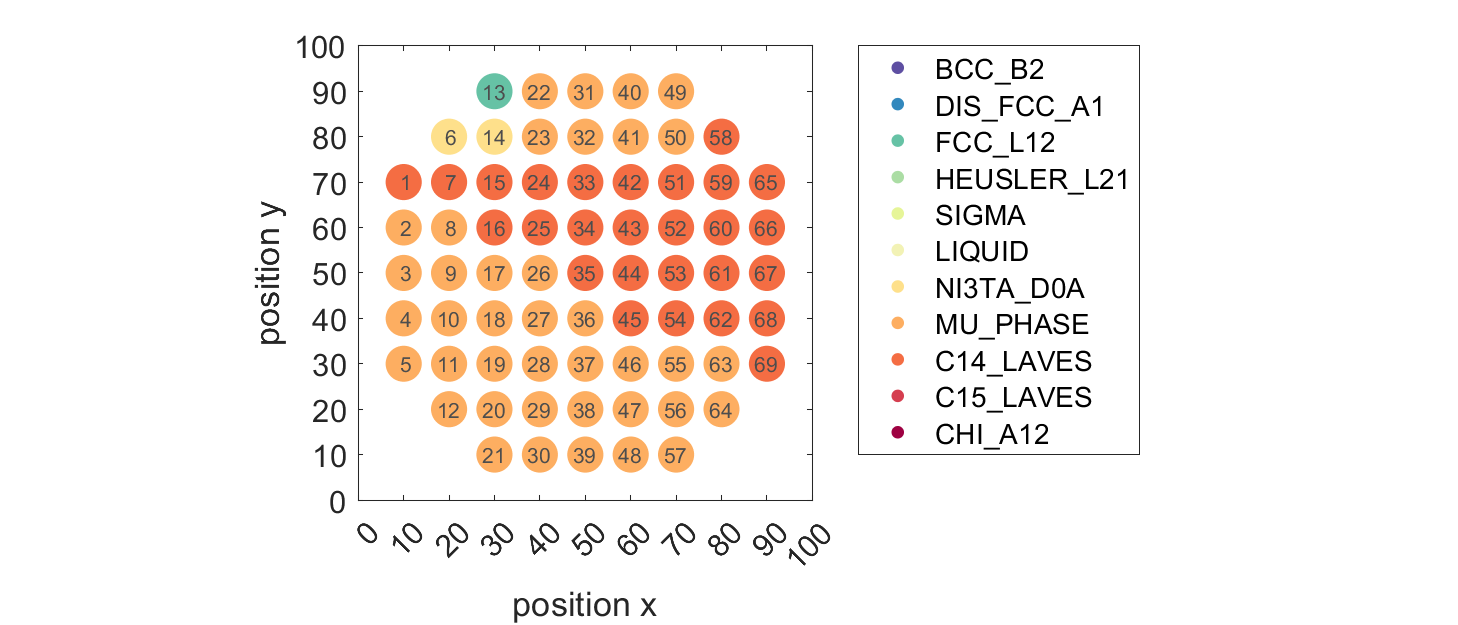 100
90
80
70
60
50
40
30
20
10
0
position y
13 22 31 40 49
6 14 23 32 41 50 58
1 7 15 24 33 42 51 59 65
2 8 16 25 34 43 52 60 66
3 9 17 26 35 44 53 61 67
4 10 18 27 36 45 54 62 68
5 11 19 28 37 46 55 63 69
12 20 29 38 47 56 64
21 30 39 48 57
0 10 20 30 40 50 60 70 80 90 100
position x
BCC_B2
DIS_FCC_A1
FCC_L12
HEUSLER_L21
SIGMA
LIQUID
NI3TA_D0A
MU_PHASE
C14_LAVES
C15_LAVES
CHI_A12